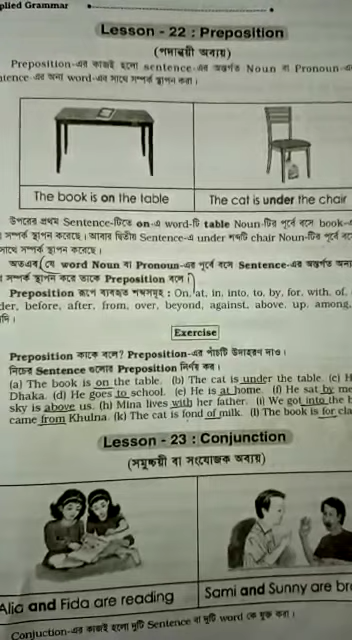 plied Grammar
Lesson - 22 : Preposition
(পদান্বয়ী অব্যয়)
Preposition-এর কাজই হলো sentence-এর অন্তর্গত Noun বা Pronoun-এ
ntence-এর অন্য word-এর সাথে সম্পর্ক স্থাপন করা।
The book is on the table
The cat is under the chair
উপরের প্রথম Sentence-টিতে on-এ word-টি table Noun-টির পূর্বে বসে book-এ
সম্পর্ক স্থাপন করেছে। আবার দ্বিতীয় Sentence-এ under শব্দটি chair Noun-টির পূর্বে বসে
সাথে সম্পর্ক স্থাপন করেছে।
অতএব (যে word Noun বা Pronoun-এর পূর্বে বসে Sentence-এর অন্তর্গত অন্য
সম্পর্ক স্থাপন করে তাকে Preposition বলে।)
Preposition রূপে ব্যবহৃত শব্দসমূহ : On, at, in, into, to, by, for, with, of,
der, before, after, from, over, beyond, against, above, up, among,
দি।
Exercise
Preposition কাকে বলে? Preposition-এর পাঁচটি উদাহরণ দাও।
নিচের Sentence গুলোর Preposition নির্ণয় কর।
(a) The book is on the table. (b) The cat is under the table. (c) H
Dhaka. (d) He goes to school. (e) He is at home. (f) He sat by me
sky is above us. (h) Mina lives with her father. (i) We got into the b
came from Khulna. (k) The cat is fond of milk. (l) The book is for cla
Lesson - 23 : Conjunction
(সমুচ্চয়ী বা সংযোজক অব্যয়)
Alia and Fida are reading
Sami and Sunny are bro
Conjuction-এর কাজই হলো দুটি Sentence বা দুটি word কে যুক্ত করা।